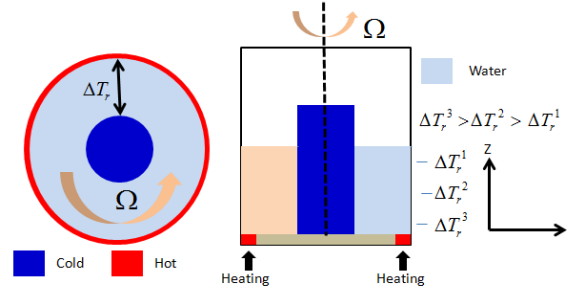 ΔT_r
Ω
Cold
Hot
Ω
Water
ΔT_r^3 > ΔT_r^2 > ΔT_r^1
Z
– ΔT_r^1
– ΔT_r^2
– ΔT_r^3
Heating
Heating